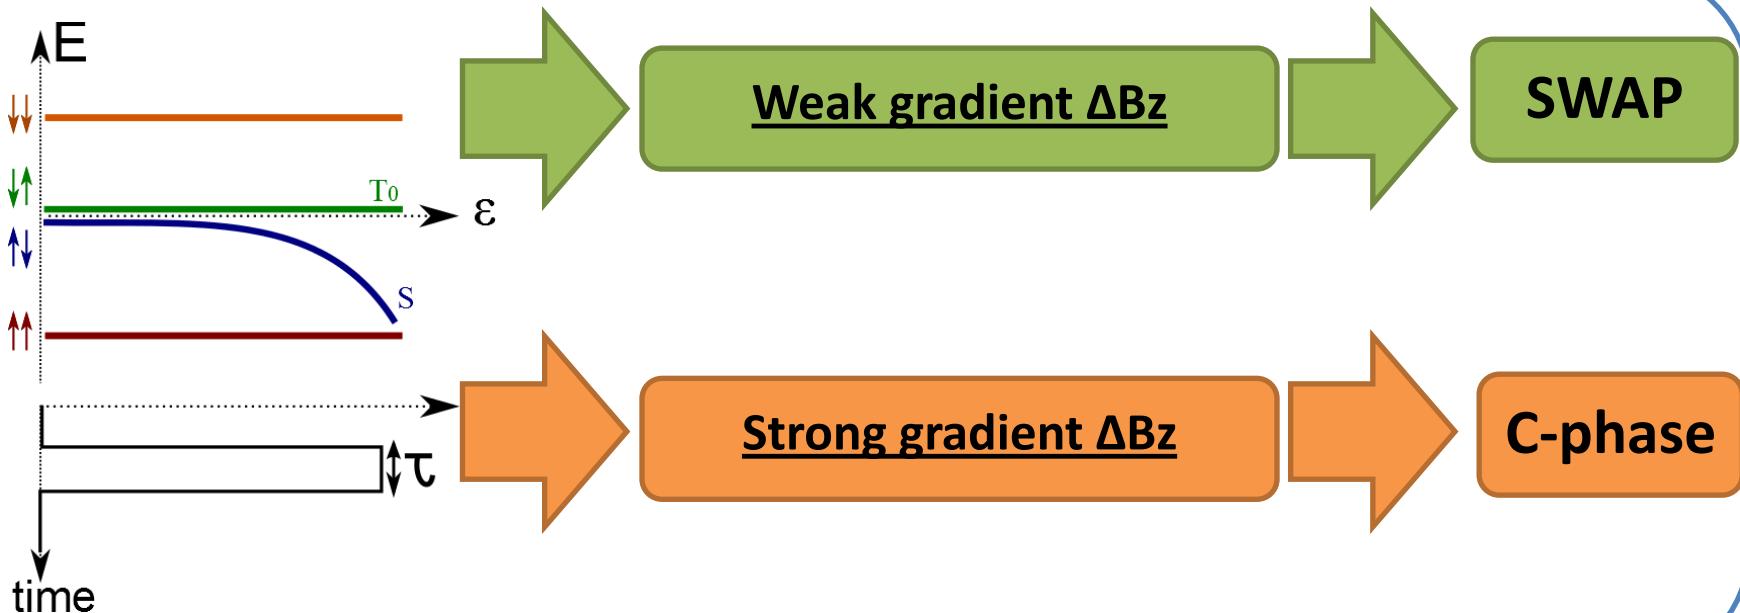 E
↓↓
↓↑
T₀
ε
↑↓
S
↑↑
τ
time
Weak gradient ΔBz
SWAP
Strong gradient ΔBz
C-phase